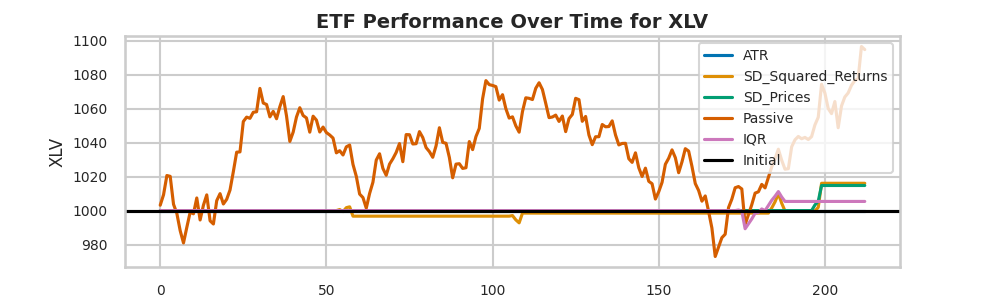 ETF Performance Over Time for XLV
XLV
1100
1080
1060
1040
1020
1000
980
0
50
100
150
200
ATR
SD_Squared_Returns
SD_Prices
Passive
IQR
Initial